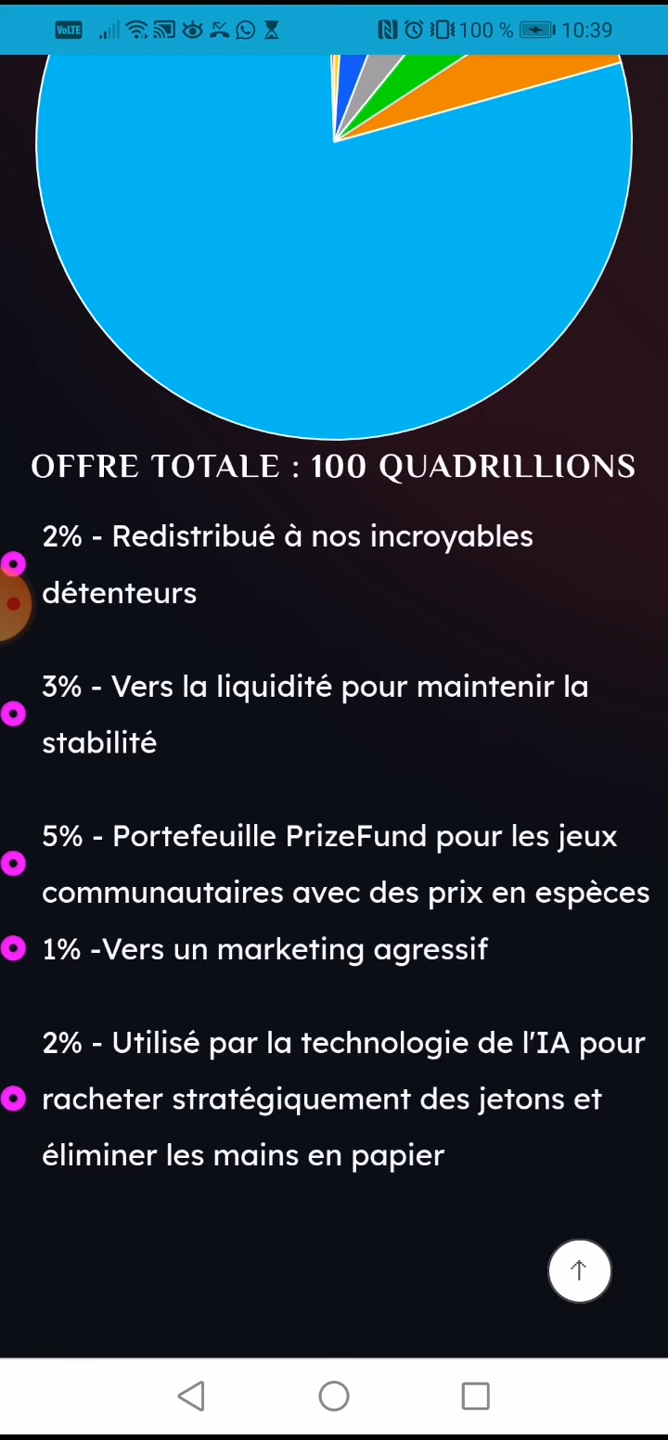 VoLTE 100 % 10:39
OFFRE TOTALE : 100 QUADRILLIONS
2% - Redistribué à nos incroyables
détenteurs
3% - Vers la liquidité pour maintenir la
stabilité
5% - Portefeuille PrizeFund pour les jeux
communautaires avec des prix en espèces
1% -Vers un marketing agressif
2% - Utilisé par la technologie de l'IA pour
racheter stratégiquement des jetons et
éliminer les mains en papier